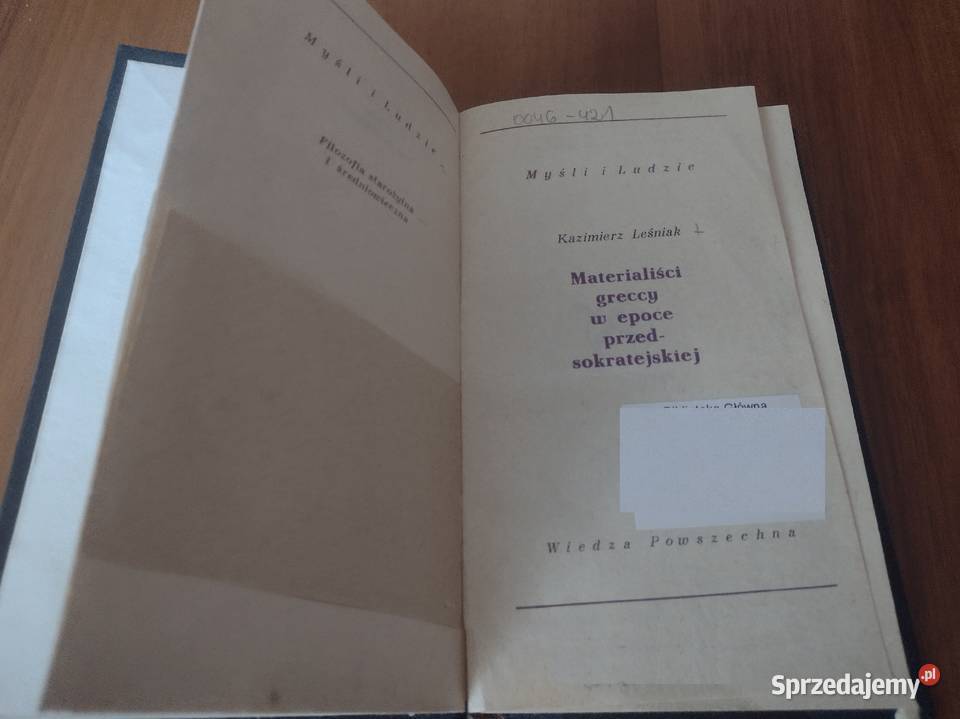 Myśli i Ludzie
Filozofia starożytna
i średniowieczna
0046-421
Myśli i Ludzie
Kazimierz Leśniak
Materialiści
greccy
w epoce
przed-
sokratejskiej
Główna
Wiedza Powszechna
Sprzedajemy.pl